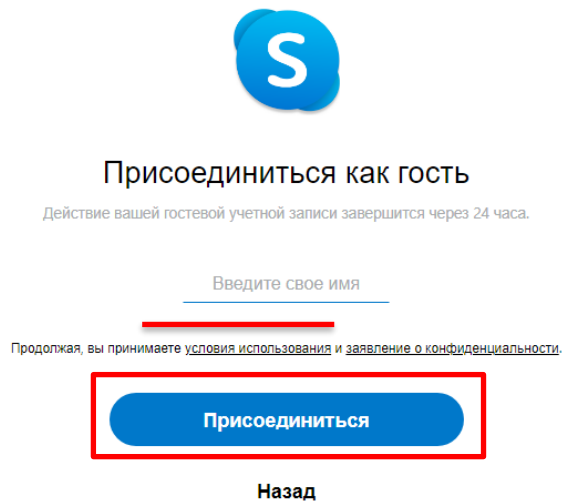 S
Присоединиться как гость
Действие вашей гостевой учетной записи завершится через 24 часа.
Введите свое имя
Продолжая, вы принимаете условия использования и заявление о конфиденциальности.
Присоединиться
Назад